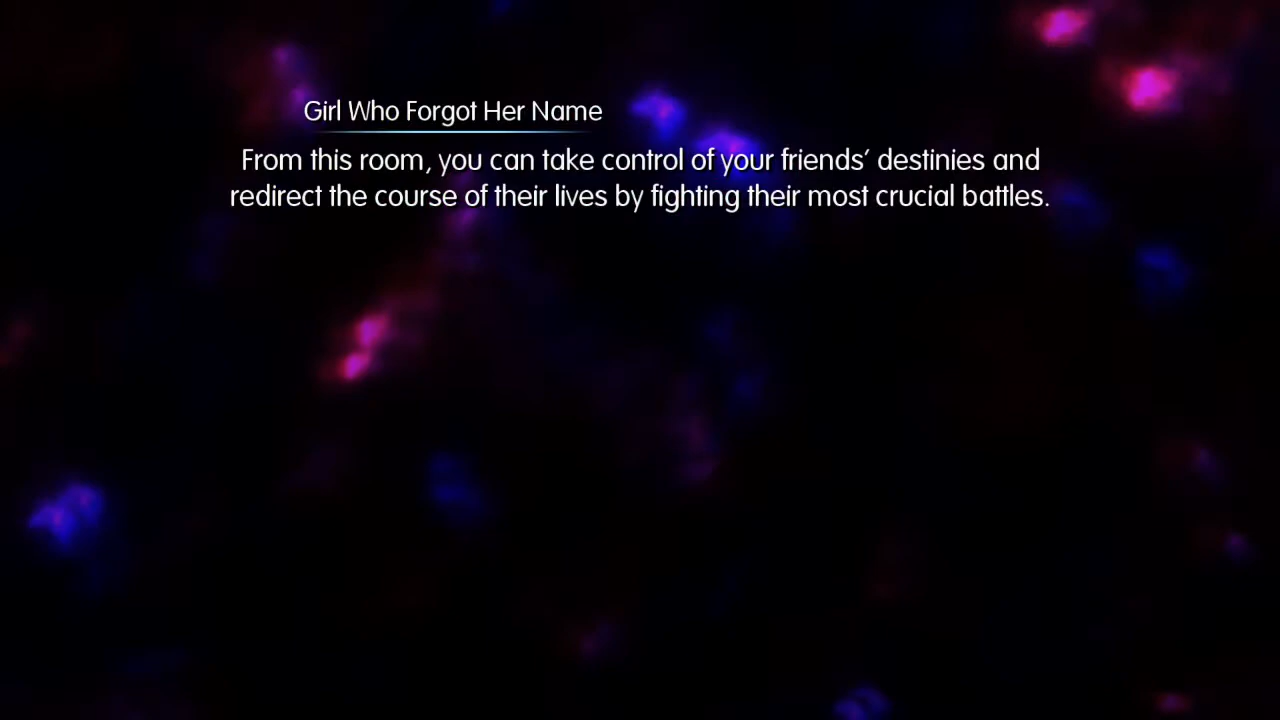 Girl Who Forgot Her Name
From this room, you can take control of your friends’ destinies and
redirect the course of their lives by fighting their most crucial battles.